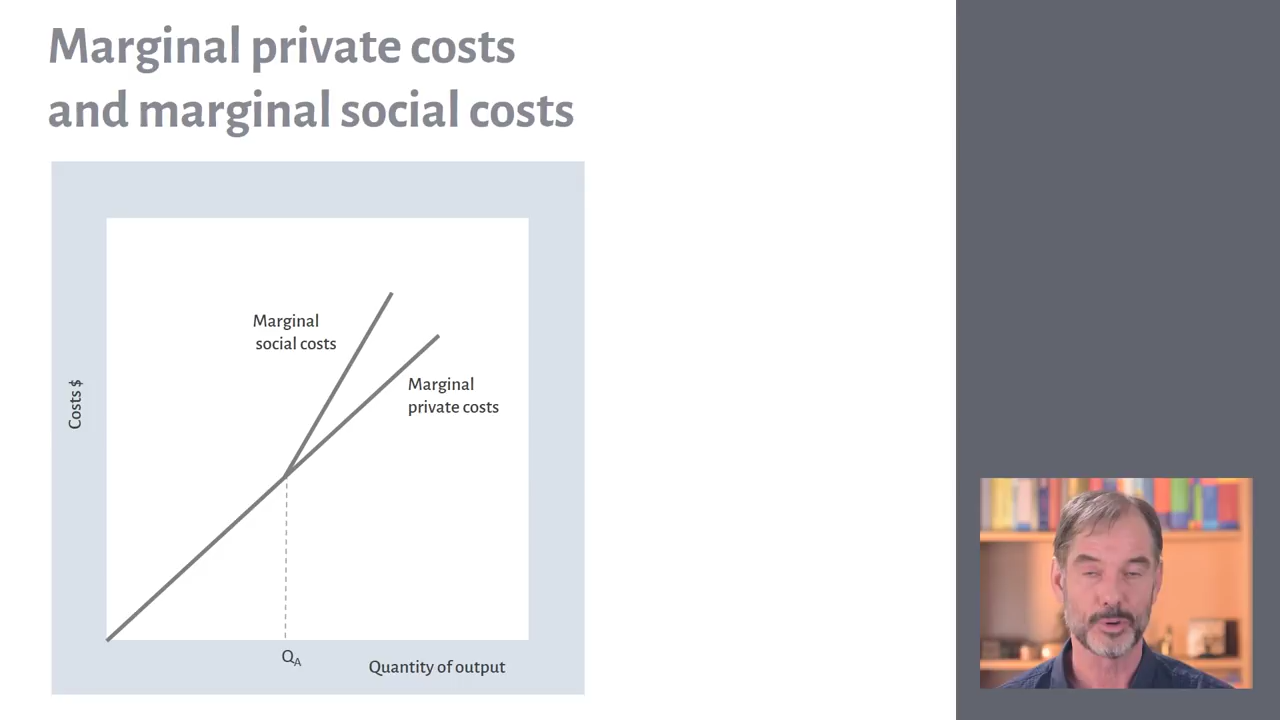 Marginal private costs
and marginal social costs
Marginal
social costs
Marginal
private costs
Costs $
QA
Quantity of output